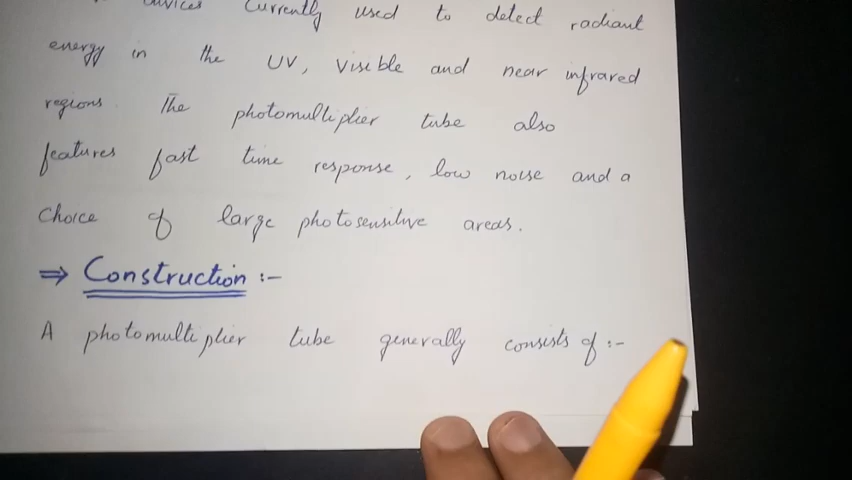 devices currently used to detect radiant
energy in the UV, visible and near infrared
regions. The photomultiplier tube also
features fast time response, low noise and a
choice of large photosensitive areas.
⇒ Construction :-
A photomultiplier tube generally consists of :-